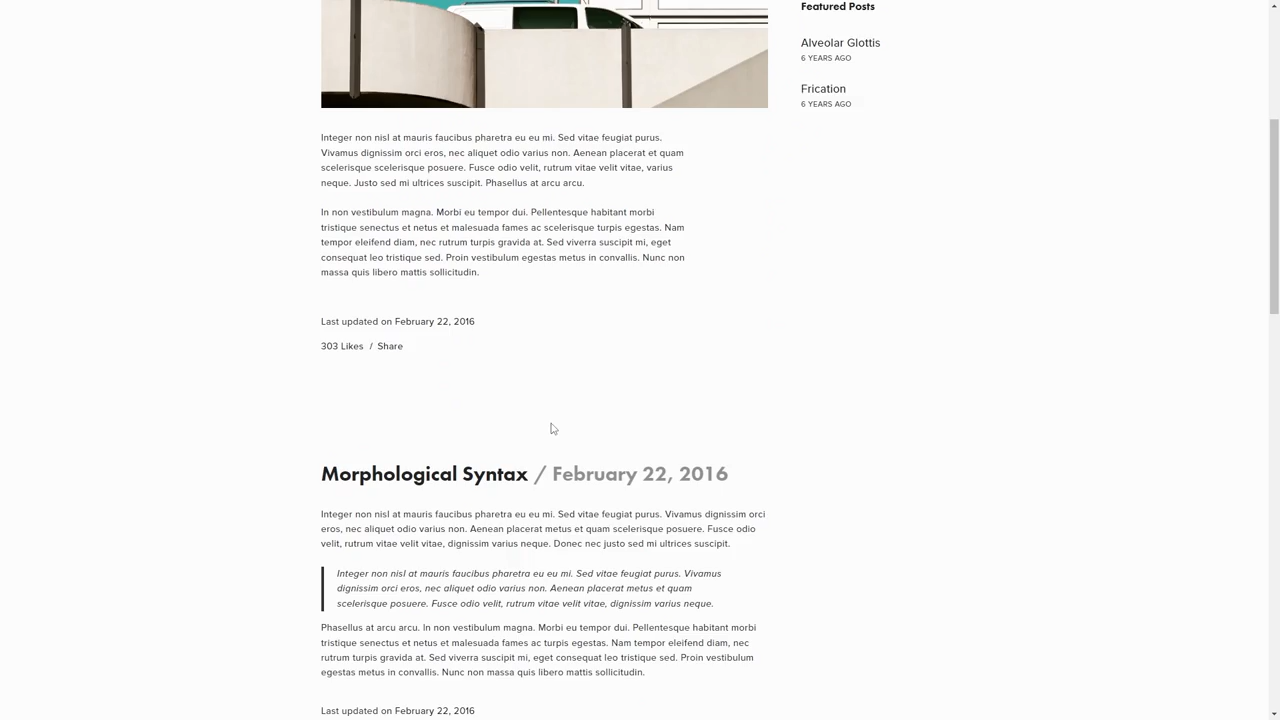 Featured Posts
Alveolar Glottis
6 YEARS AGO
Frication
6 YEARS AGO
Integer non nisl at mauris faucibus pharetra eu eu mi. Sed vitae feugiat purus.
Vivamus dignissim orci eros, nec aliquet odio varius non. Aenean placerat et quam
scelerisque scelerisque posuere. Fusce odio velit, rutrum vitae velit vitae, varius
neque. Justo sed mi ultrices suscipit. Phasellus at arcu arcu.
In non vestibulum magna. Morbi eu tempor dui. Pellentesque habitant morbi
tristique senectus et netus et malesuada fames ac scelerisque turpis egestas. Nam
tempor eleifend diam, nec rutrum turpis gravida at. Sed viverra suscipit mi, eget
consequat leo tristique sed. Proin vestibulum egestas metus in convallis. Nunc non
massa quis libero mattis sollicitudin.
Last updated on February 22, 2016
303 Likes / Share
Morphological Syntax / February 22, 2016
Integer non nisl at mauris faucibus pharetra eu eu mi. Sed vitae feugiat purus. Vivamus dignissim orci
eros, nec aliquet odio varius non. Aenean placerat metus et quam scelerisque posuere. Fusce odio
velit, rutrum vitae velit vitae, dignissim varius neque. Donec nec justo sed mi ultrices suscipit.
Integer non nisl at mauris faucibus pharetra eu eu mi. Sed vitae feugiat purus. Vivamus
dignissim orci eros, nec aliquet odio varius non. Aenean placerat metus et quam
scelerisque posuere. Fusce odio velit, rutrum vitae velit vitae, dignissim varius neque.
Phasellus at arcu arcu. In non vestibulum magna. Morbi eu tempor dui. Pellentesque habitant morbi
tristique senectus et netus et malesuada fames ac turpis egestas. Nam tempor eleifend diam, nec
rutrum turpis gravida at. Sed viverra suscipit mi, eget consequat leo tristique sed. Proin vestibulum
egestas metus in convallis. Nunc non massa quis libero mattis sollicitudin.
Last updated on February 22, 2016